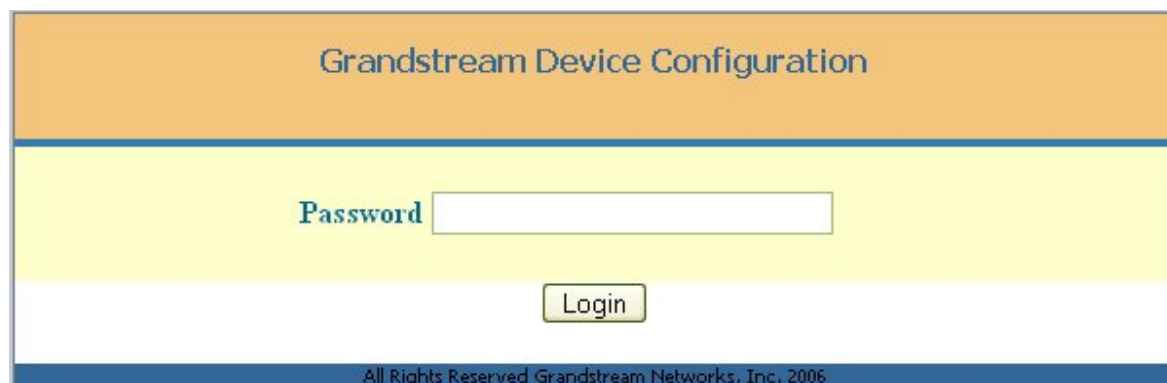 Grandstream Device Configuration
Password
Login
All Rights Reserved Grandstream Networks, Inc. 2006